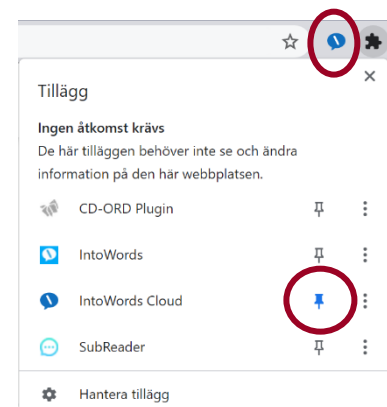 Tillägg
Ingen åtkomst krävs
De här tilläggen behöver inte se och ändra
information på den här webbplatsen.
CD-ORD Plugin
IntoWords
IntoWords Cloud
SubReader
Hantera tillägg